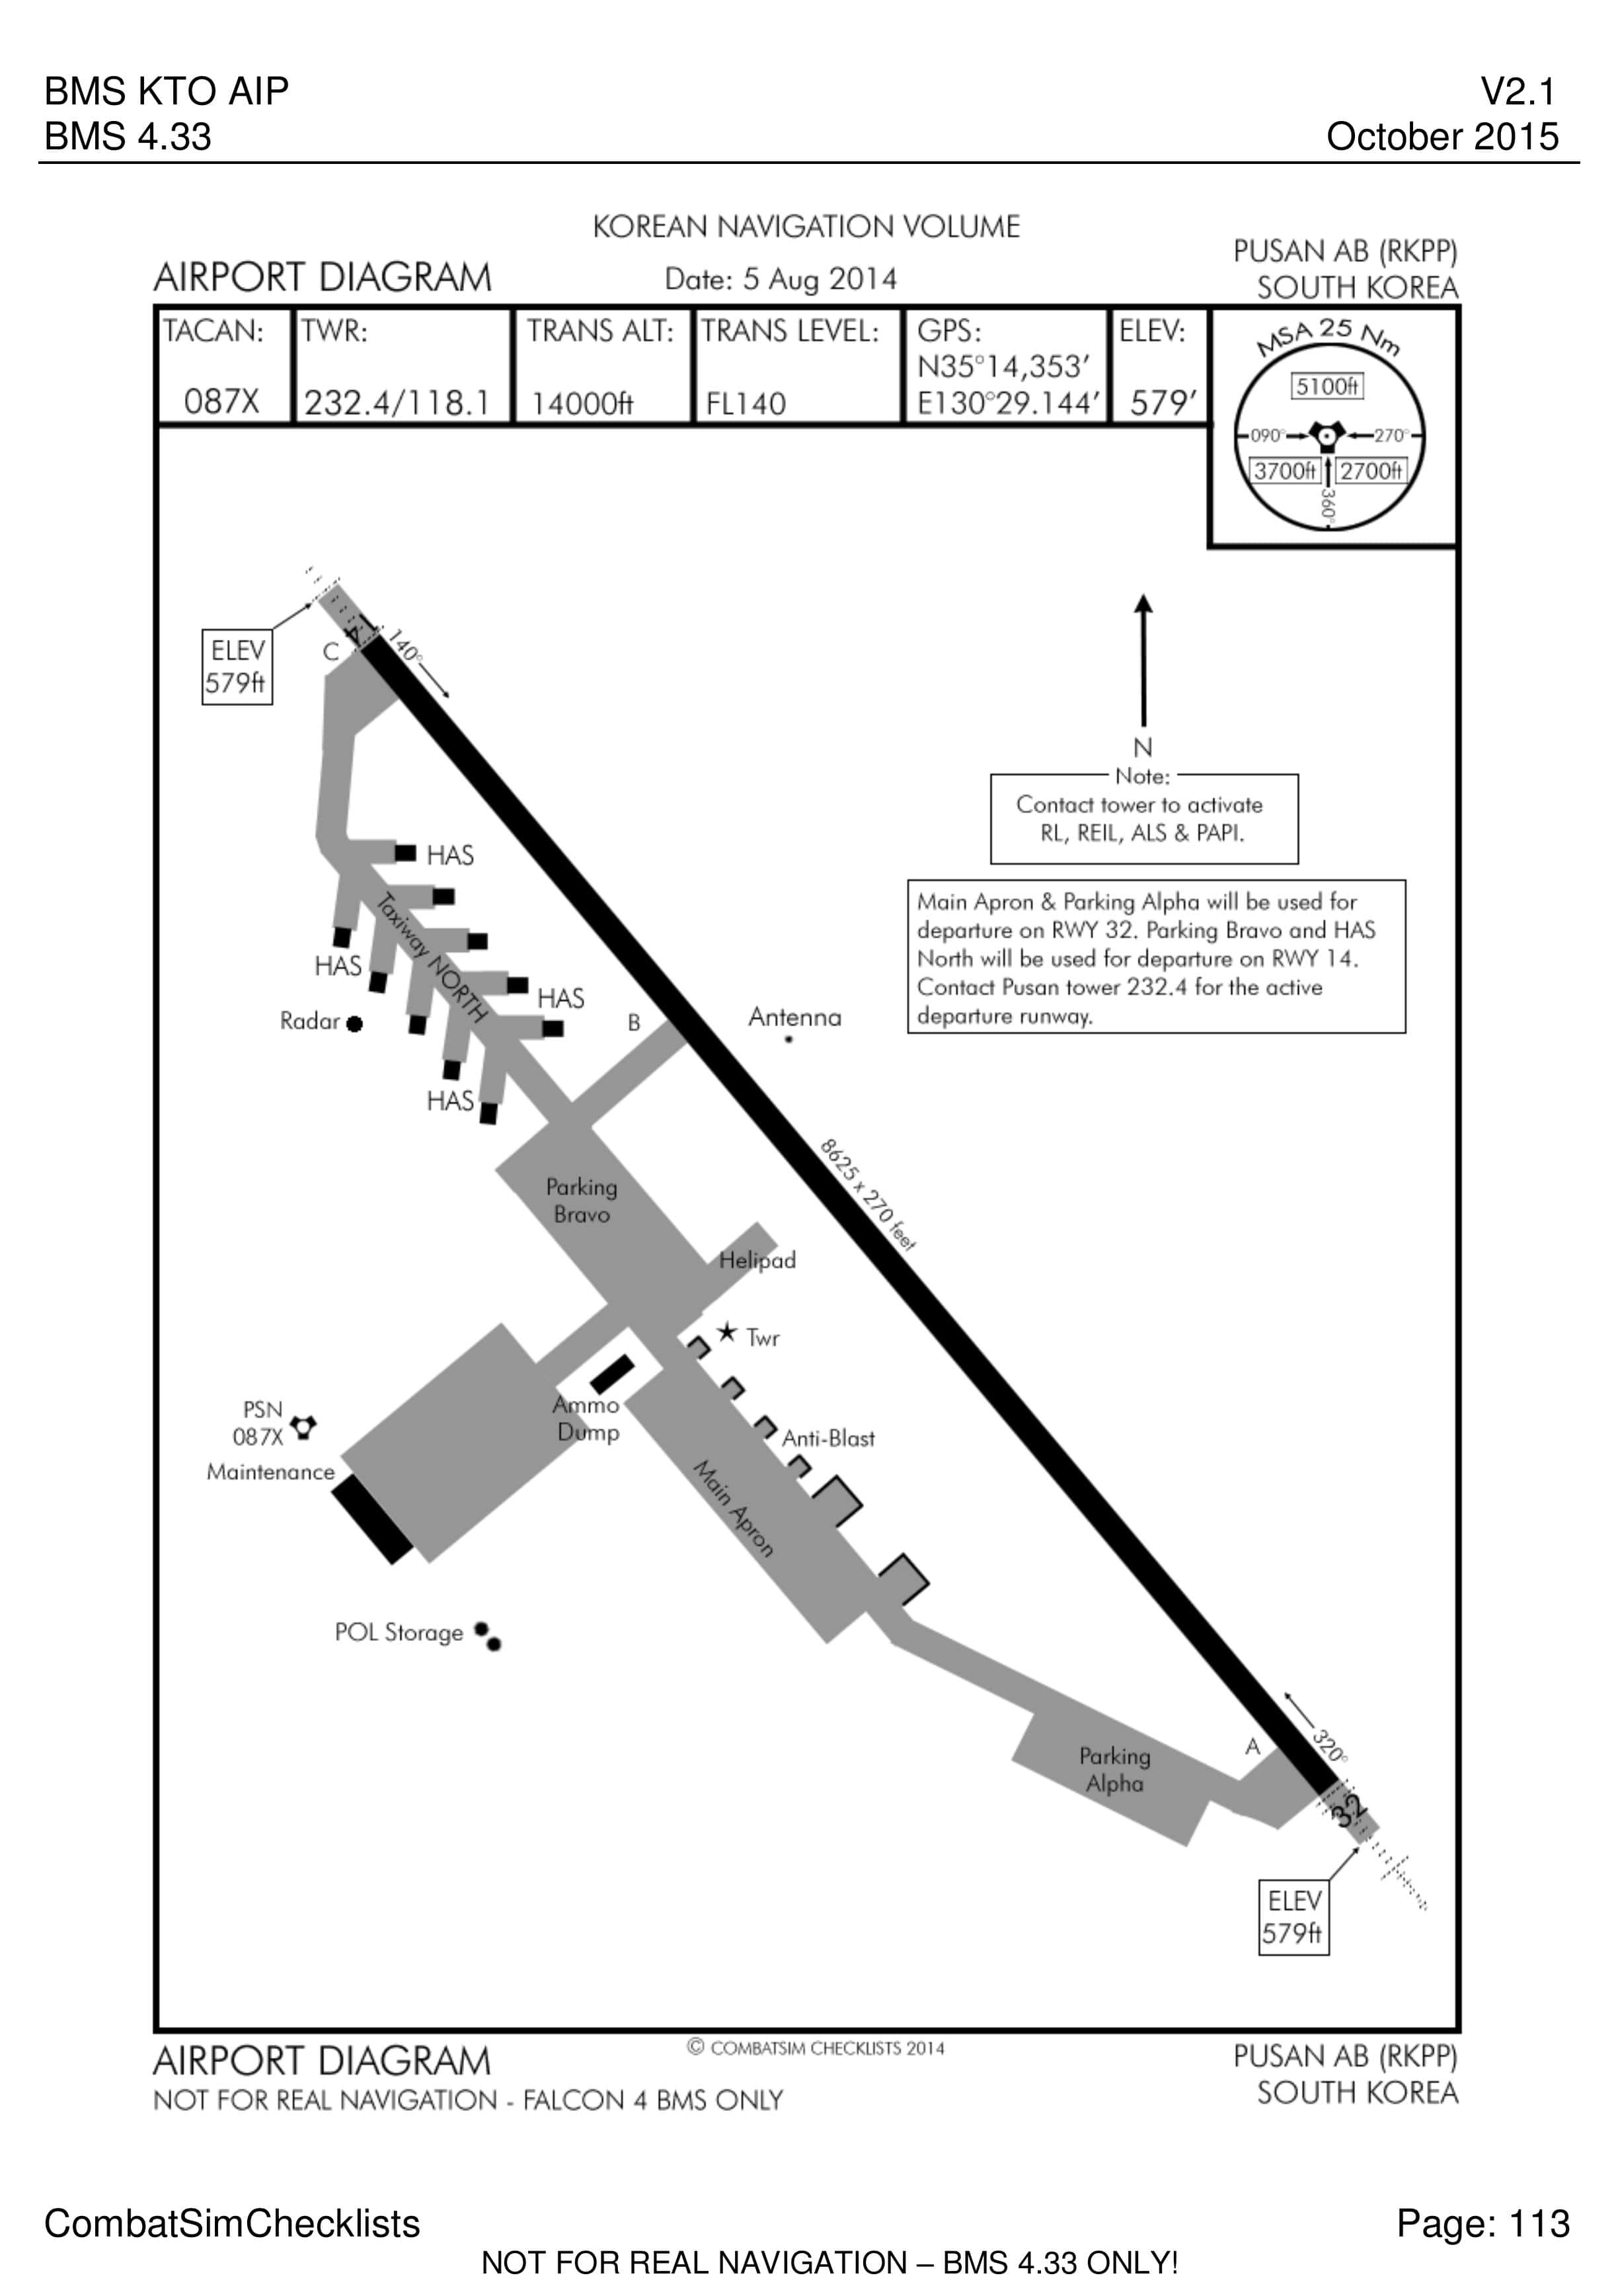 BMS KTO AIP
V2.1
BMS 4.33
October 2015
KOREAN NAVIGATION VOLUME
AIRPORT DIAGRAM
Date: 5 Aug 2014
PUSAN AB (RKPP)
SOUTH KOREA
TACAN:
087X
TWR:
232.4/118.1
TRANS ALT:
14000ft
TRANS LEVEL:
FL140
GPS:
N35°14,353′
E130°29.144′
ELEV:
579′
MSA 25 Nm
5100ft
090°
270°
3700ft
2700ft
360°
ELEV
579ft
C
14
140°
N
Note:
Contact tower to activate
RL, REIL, ALS & PAPI.
Main Apron & Parking Alpha will be used for
departure on RWY 32. Parking Bravo and HAS
North will be used for departure on RWY 14.
Contact Pusan tower 232.4 for the active
departure runway.
HAS
Taxiway NORTH
HAS
HAS
Radar
B
Antenna
HAS
8625 x 270 feet
Parking
Bravo
Helipad
Twr
Ammo
Dump
PSN
087X
Anti-Blast
Maintenance
Main Apron
POL Storage
320°
A
Parking
Alpha
32
ELEV
579ft
AIRPORT DIAGRAM
© COMBATSIM CHECKLISTS 2014
PUSAN AB (RKPP)
NOT FOR REAL NAVIGATION - FALCON 4 BMS ONLY
SOUTH KOREA
CombatSimChecklists
Page: 113
NOT FOR REAL NAVIGATION – BMS 4.33 ONLY!